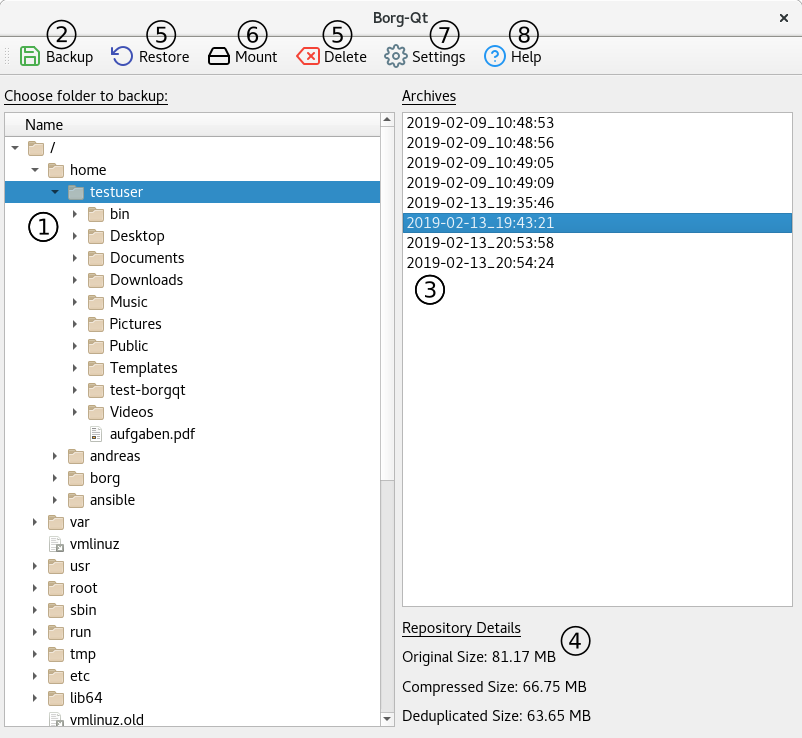 Borg-Qt
② ⑤ ⑥ ⑤ ⑦ ⑧
Backup Restore Mount Delete Settings Help
Choose folder to backup:
Name
/
home
testuser
①
bin
Desktop
Documents
Downloads
Music
Pictures
Public
Templates
test-borgqt
Videos
aufgaben.pdf
andreas
borg
ansible
var
vmlinuz
usr
root
sbin
run
tmp
etc
lib64
vmlinuz.old
Archives
2019-02-09_10:48:53
2019-02-09_10:48:56
2019-02-09_10:49:05
2019-02-09_10:49:09
2019-02-13_19:35:46
2019-02-13_19:43:21
2019-02-13_20:53:58
2019-02-13_20:54:24
③
Repository Details
④
Original Size: 81.17 MB
Compressed Size: 66.75 MB
Deduplicated Size: 63.65 MB